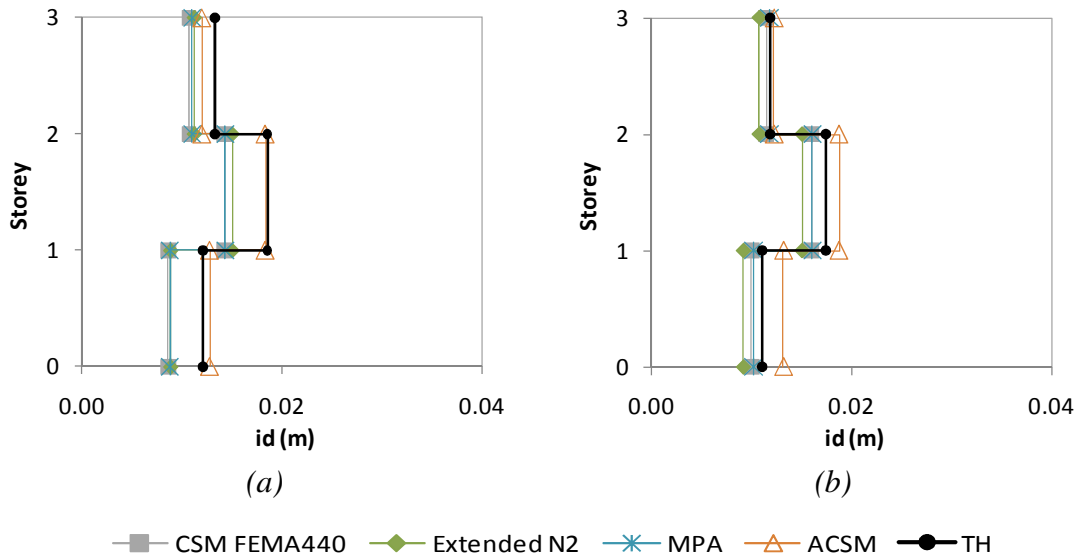 3
2
1
0
Storey
0.00
0.02
0.04
id (m)
(a)
3
2
1
0
Storey
0.00
0.02
0.04
id (m)
(b)
CSM FEMA440
Extended N2
MPA
ACSM
TH